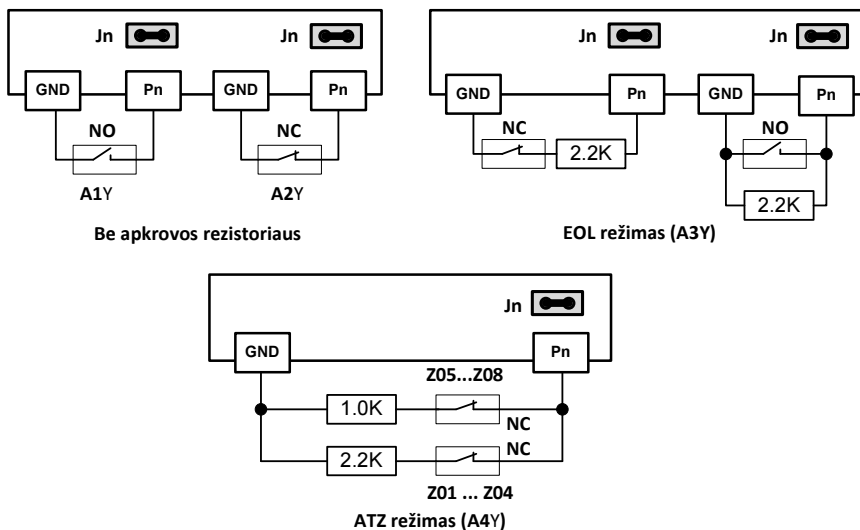 Jn Jn
GND Pn GND Pn
NO NC
A1Y A2Y
Be apkrovos rezistoriaus
Jn Jn
GND Pn GND Pn
NC 2.2K NO
2.2K
EOL režimas (A3Y)
Jn
GND Pn
Z05...Z08
1.0K NC
2.2K NC
Z01 ... Z04
ATZ režimas (A4Y)